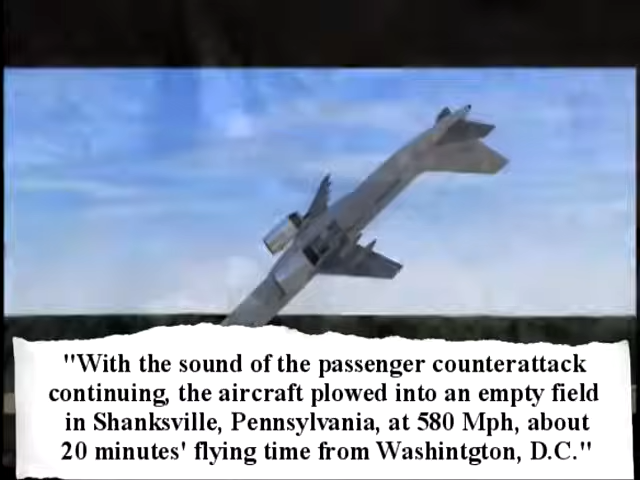 "With the sound of the passenger counterattack
continuing, the aircraft plowed into an empty field
in Shanksville, Pennsylvania, at 580 Mph, about
20 minutes' flying time from Washintgton, D.C."